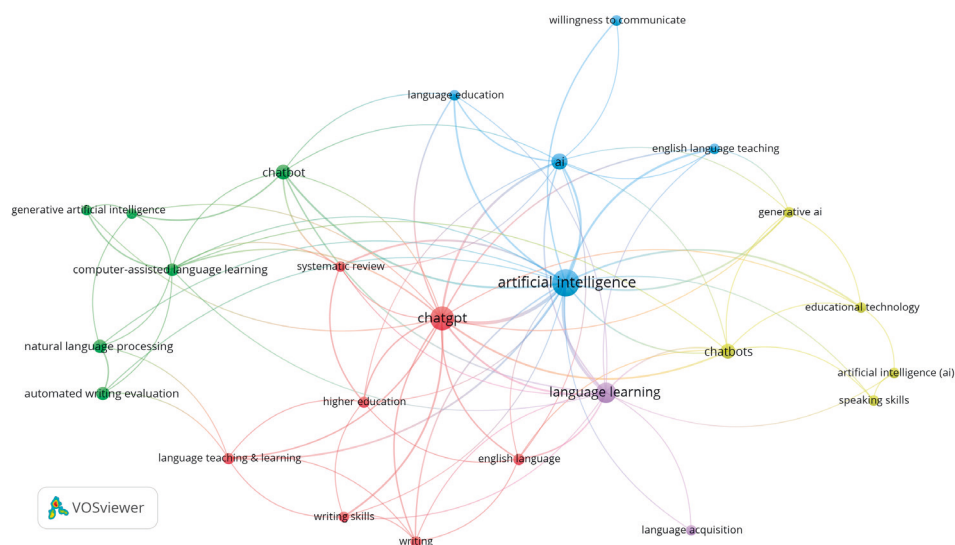 willingness to communicate
language education
ai
english language teaching
chatbot
generative artificial intelligence
generative ai
computer-assisted language learning
systematic review
artificial intelligence
educational technology
chatgpt
natural language processing
chatbots
artificial intelligence (ai)
automated writing evaluation
language learning
speaking skills
higher education
language teaching & learning
english language
writing skills
language acquisition
writing
VOSviewer